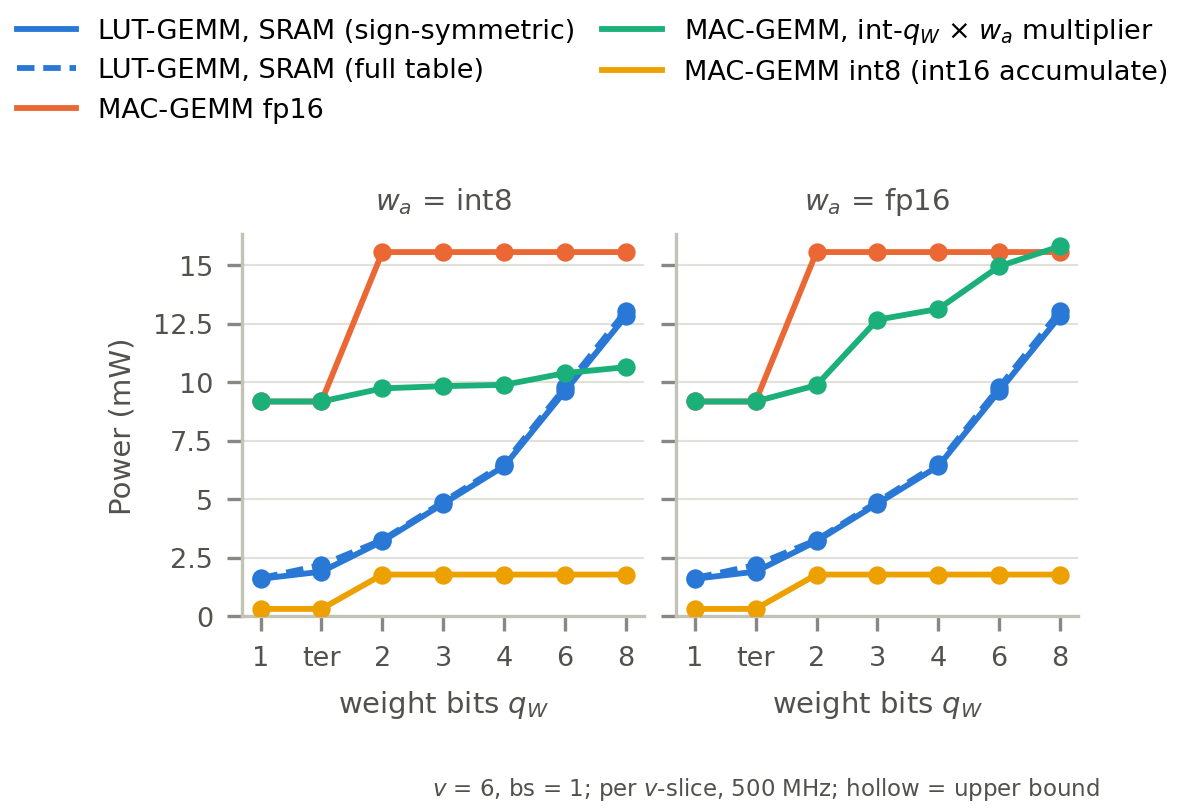 LUT-GEMM, SRAM (sign-symmetric)
LUT-GEMM, SRAM (full table)
MAC-GEMM fp16
MAC-GEMM, int-q_W × w_a multiplier
MAC-GEMM int8 (int16 accumulate)
w_a = int8
w_a = fp16
Power (mW)
15
12.5
10
7.5
5
2.5
0
1 ter 2 3 4 6 8
1 ter 2 3 4 6 8
weight bits q_W
weight bits q_W
v = 6, bs = 1; per v-slice, 500 MHz; hollow = upper bound